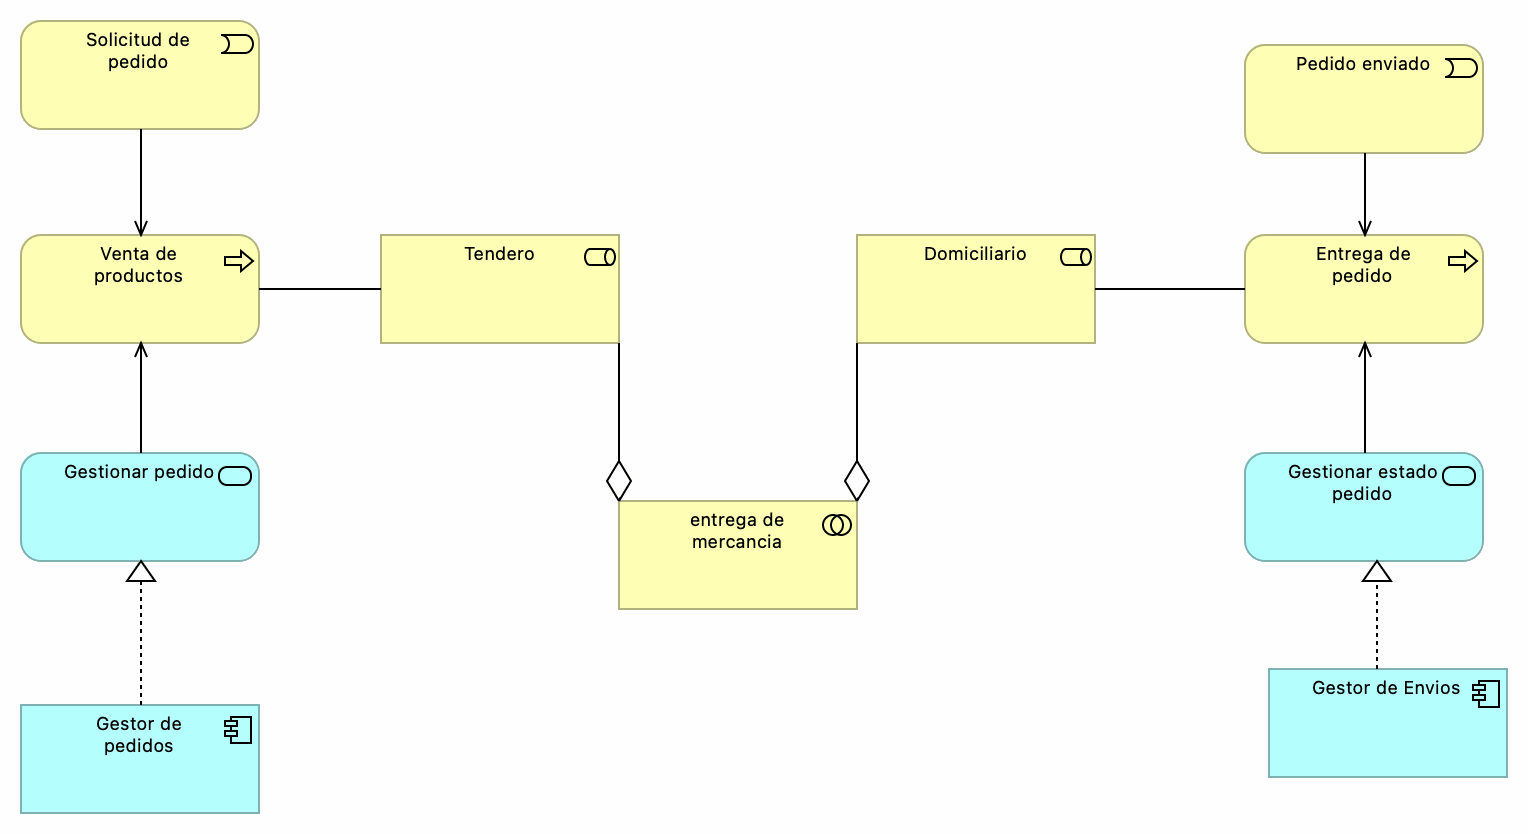 Solicitud de
pedido
Pedido enviado
Venta de
productos
Tendero
Domiciliario
Entrega de
pedido
Gestionar pedido
Gestionar estado
pedido
entrega de
mercancia
Gestor de
pedidos
Gestor de Envios